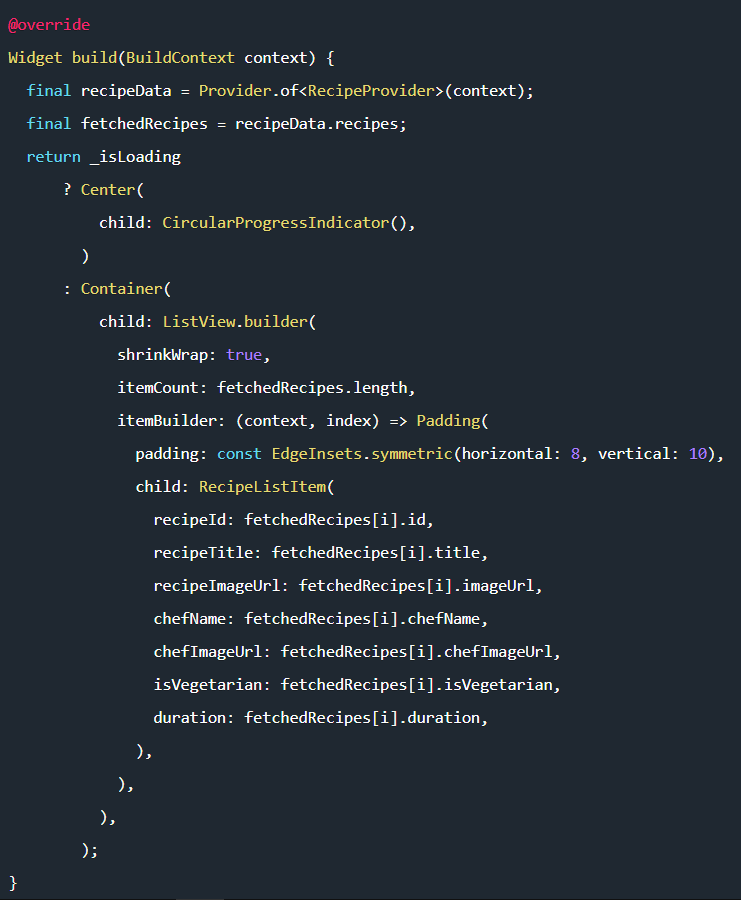 @override
Widget build(BuildContext context) {
  final recipeData = Provider.of<RecipeProvider>(context);
  final fetchedRecipes = recipeData.recipes;
  return _isLoading
      ? Center(
          child: CircularProgressIndicator(),
        )
      : Container(
          child: ListView.builder(
            shrinkWrap: true,
            itemCount: fetchedRecipes.length,
            itemBuilder: (context, index) => Padding(
              padding: const EdgeInsets.symmetric(horizontal: 8, vertical: 10),
              child: RecipeListItem(
                recipeId: fetchedRecipes[i].id,
                recipeTitle: fetchedRecipes[i].title,
                recipeImageUrl: fetchedRecipes[i].imageUrl,
                chefName: fetchedRecipes[i].chefName,
                chefImageUrl: fetchedRecipes[i].chefImageUrl,
                isVegetarian: fetchedRecipes[i].isVegetarian,
                duration: fetchedRecipes[i].duration,
              ),
            ),
          ),
        );
}